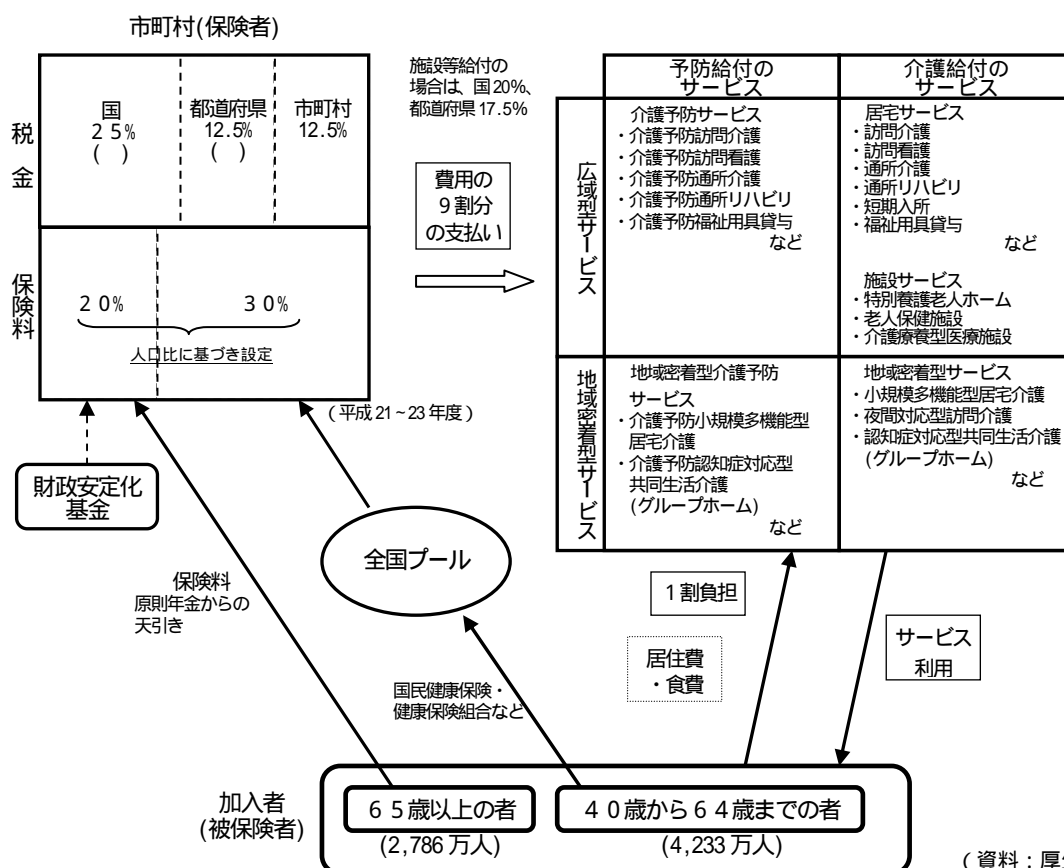 市町村(保険者)
税金
国
25%
( )
都道府県
12.5%
( )
市町村
12.5%
保険料
20%
30%
人口比に基づき設定
(平成21~23年度)
財政安定化
基金
施設等給付の
場合は、国20%、
都道府県17.5%
費用の
9割分
の支払い
予防給付の
サービス
介護給付の
サービス
広域型サービス
介護予防サービス
・介護予防訪問介護
・介護予防訪問看護
・介護予防通所介護
・介護予防通所リハビリ
・介護予防福祉用具貸与
など
居宅サービス
・訪問介護
・訪問看護
・通所介護
・通所リハビリ
・短期入所
・福祉用具貸与
など
施設サービス
・特別養護老人ホーム
・老人保健施設
・介護療養型医療施設
地域密着型サービス
地域密着型介護予防
サービス
・介護予防小規模多機能型
居宅介護
・介護予防認知症対応型
共同生活介護
(グループホーム)
など
地域密着型サービス
・小規模多機能型居宅介護
・夜間対応型訪問介護
・認知症対応型共同生活介護
(グループホーム)
など
全国プール
保険料
原則年金からの
天引き
国民健康保険・
健康保険組合など
1割負担
居住費
・食費
サービス
利用
加入者
(被保険者)
65歳以上の者
(2,786万人)
40歳から64歳までの者
(4,233万人)
(資料:厚